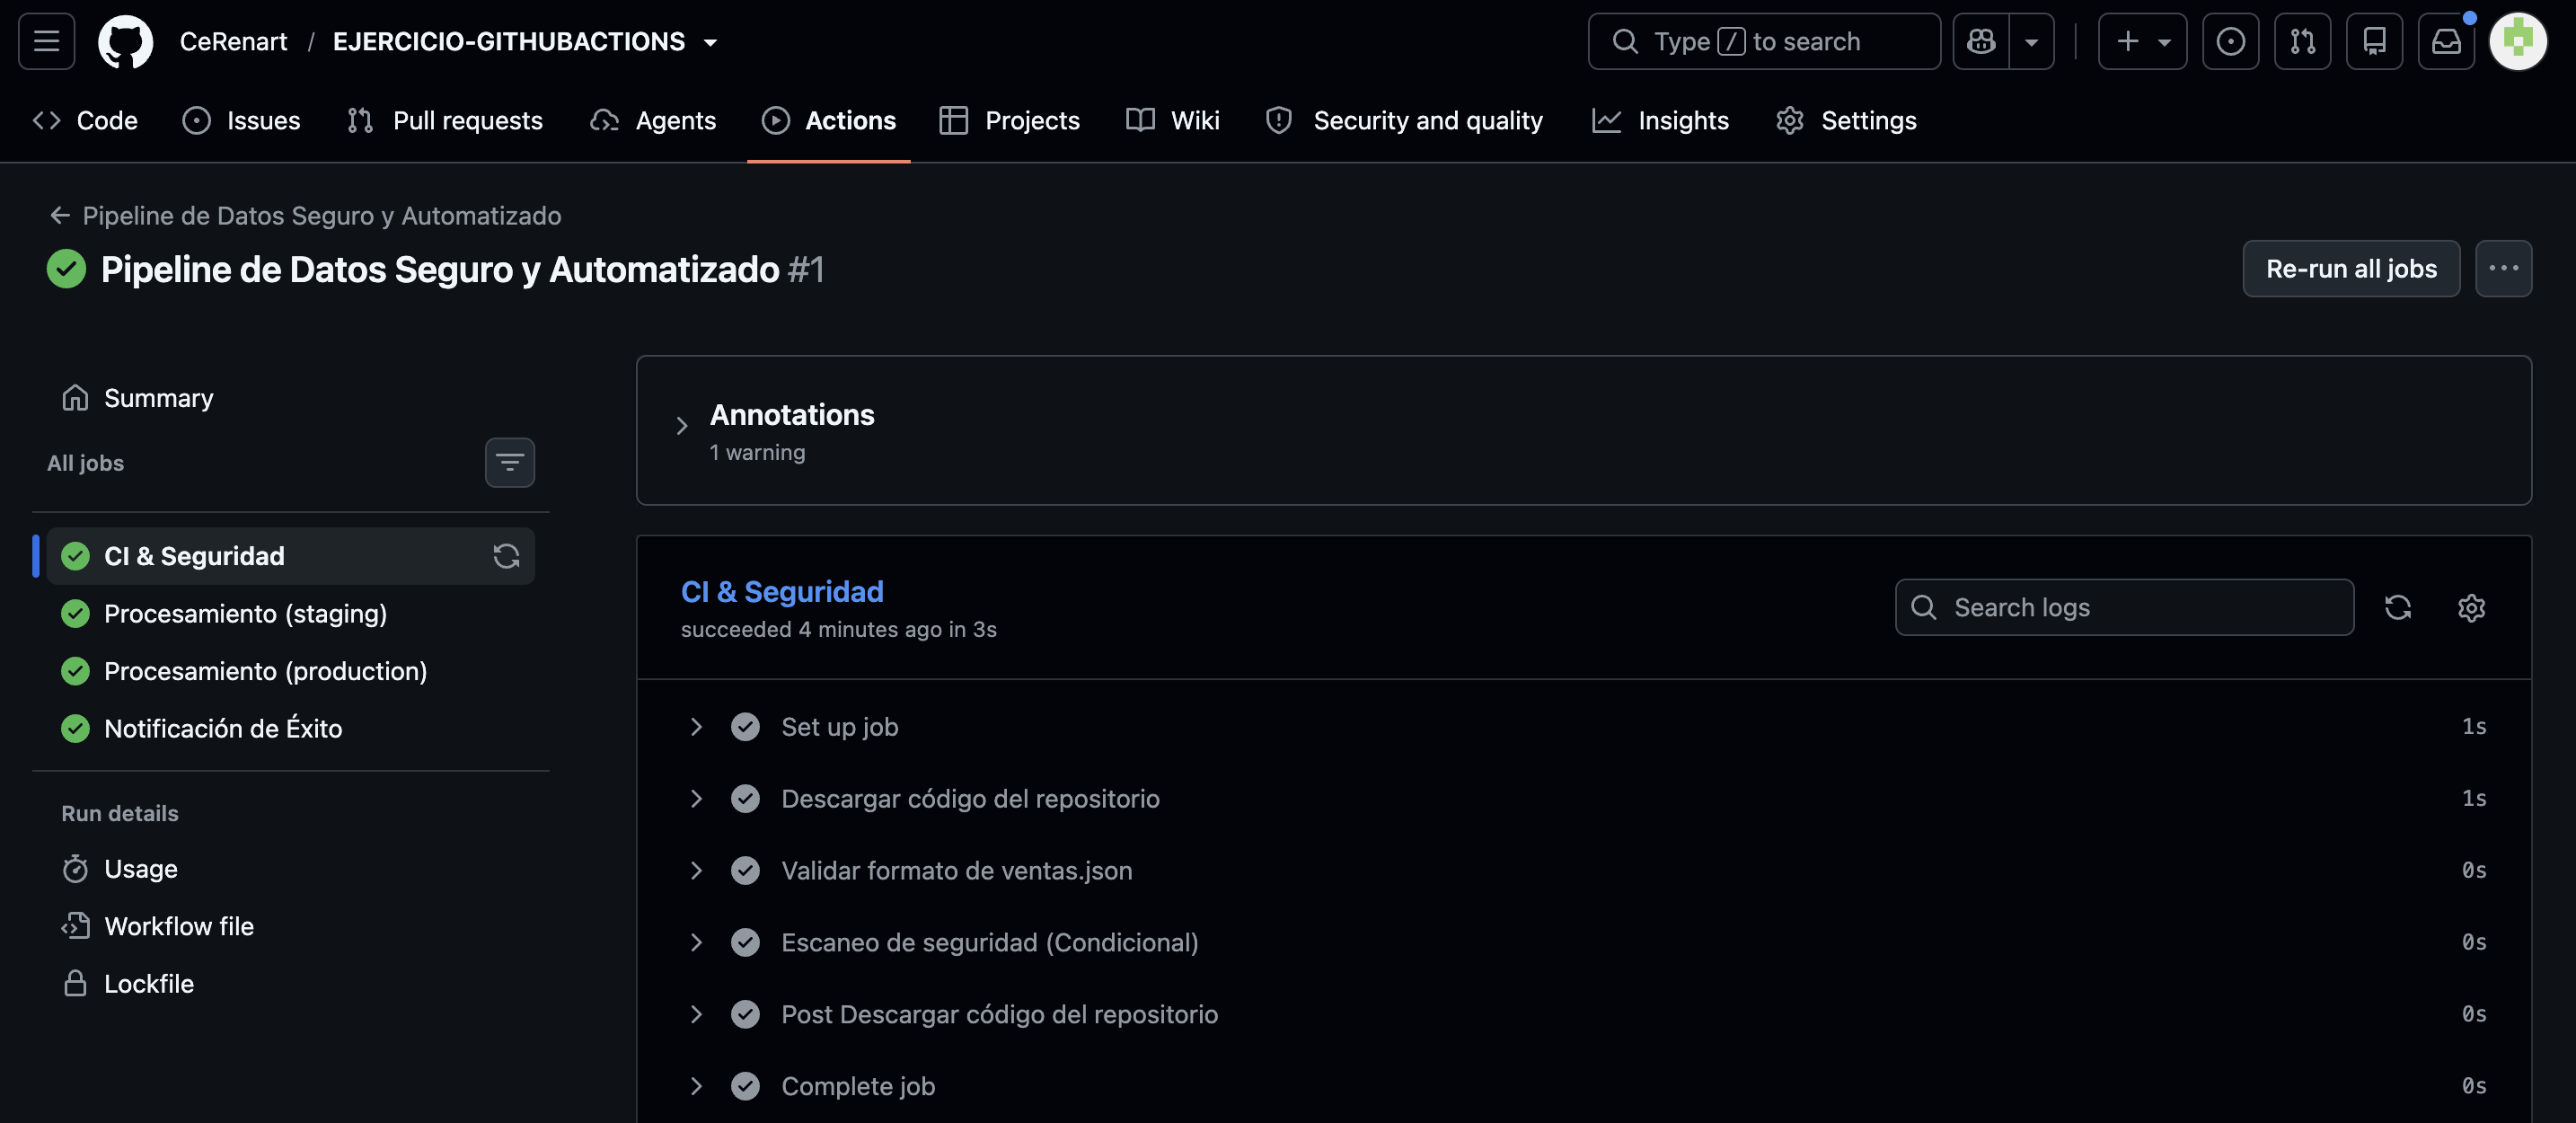 CeRenart / EJERCICIO-GITHUBACTIONS
Type / to search
Code
Issues
Pull requests
Agents
Actions
Projects
Wiki
Security and quality
Insights
Settings
Pipeline de Datos Seguro y Automatizado
Pipeline de Datos Seguro y Automatizado #1
Re-run all jobs
Summary
All jobs
CI & Seguridad
Procesamiento (staging)
Procesamiento (production)
Notificación de Éxito
Run details
Usage
Workflow file
Lockfile
Annotations
1 warning
CI & Seguridad
succeeded 4 minutes ago in 3s
Search logs
Set up job 1s
Descargar código del repositorio 1s
Validar formato de ventas.json 0s
Escaneo de seguridad (Condicional) 0s
Post Descargar código del repositorio 0s
Complete job 0s